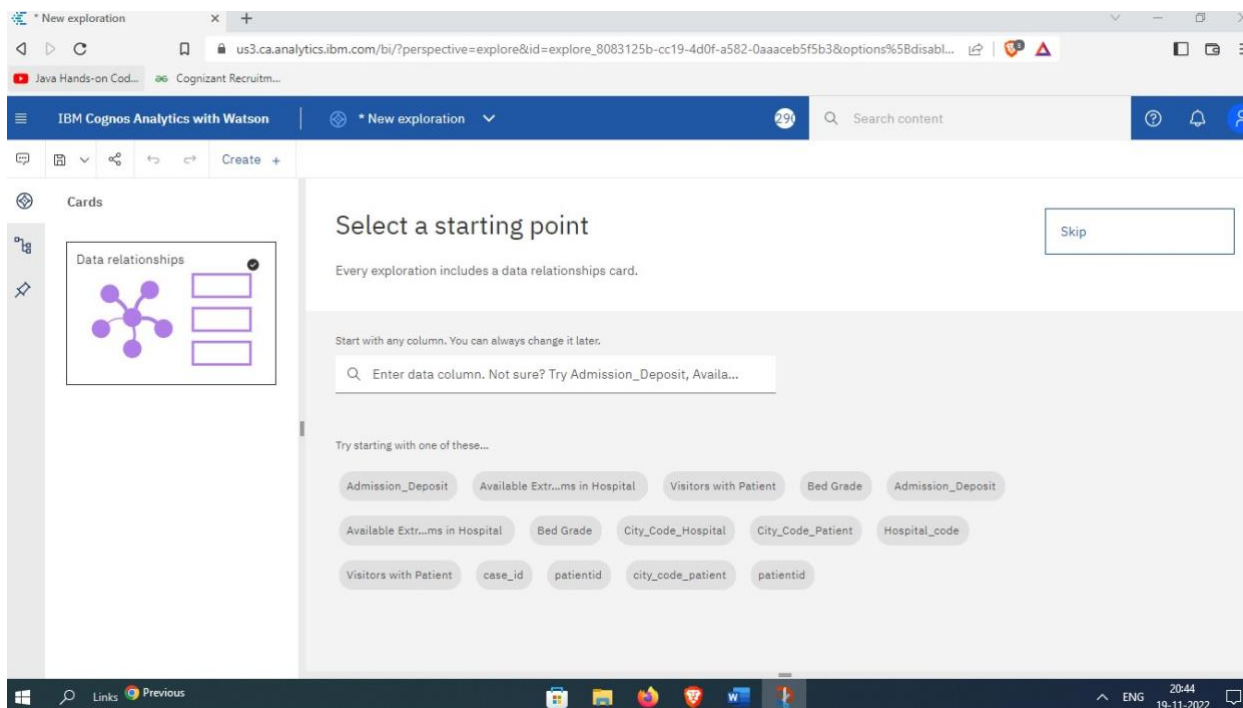 * New exploration
us3.ca.analytics.ibm.com/bi/?perspective=explore&id=explore_8083125b-cc19-4d0f-a582-0aaaceb5f5b3&options%5Bdisabl...
Java Hands-on Cod... Cognizant Recruitm...
IBM Cognos Analytics with Watson * New exploration 290 Search content
Create +
Cards
Data relationships
Select a starting point
Skip
Every exploration includes a data relationships card.
Start with any column. You can always change it later.
Enter data column. Not sure? Try Admission_Deposit, Availa...
Try starting with one of these...
Admission_Deposit Available Extr...ms in Hospital Visitors with Patient Bed Grade Admission_Deposit
Available Extr...ms in Hospital Bed Grade City_Code_Hospital City_Code_Patient Hospital_code
Visitors with Patient case_id patientid city_code_patient patientid
Links Previous ENG 20:44
19-11-2022